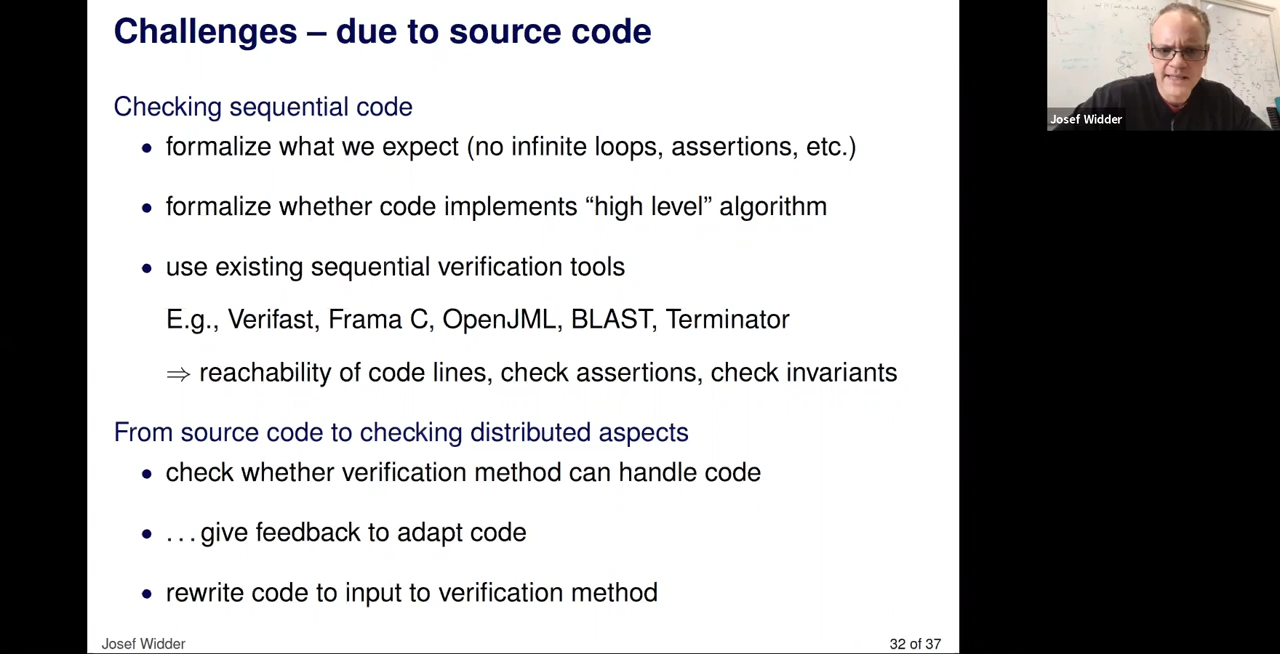 Challenges – due to source code
Checking sequential code
• formalize what we expect (no infinite loops, assertions, etc.)
• formalize whether code implements “high level” algorithm
• use existing sequential verification tools
E.g., Verifast, Frama C, OpenJML, BLAST, Terminator
⇒ reachability of code lines, check assertions, check invariants
From source code to checking distributed aspects
• check whether verification method can handle code
• ...give feedback to adapt code
• rewrite code to input to verification method
Josef Widder
32 of 37
Josef Widder